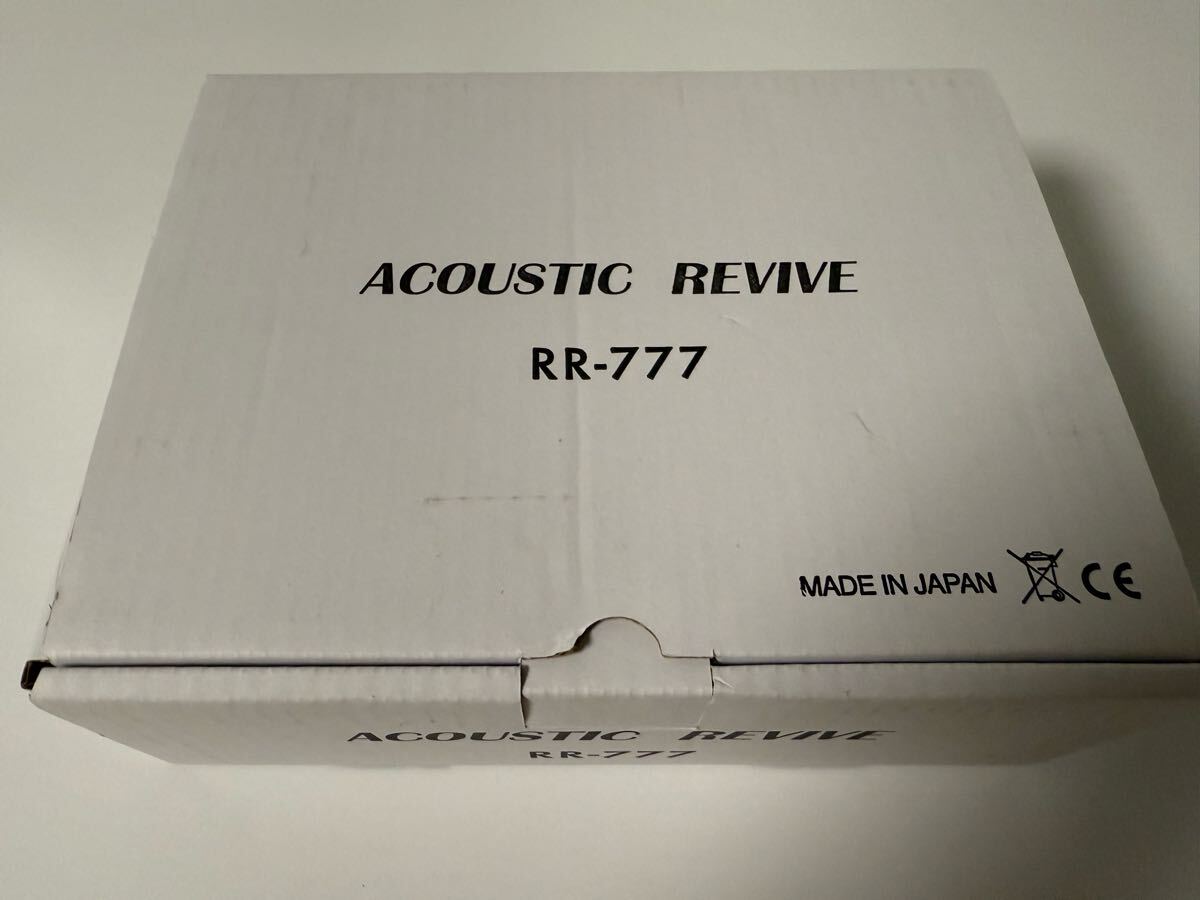 ACOUSTIC REVIVE
RR-777
MADE IN JAPAN CE
ACOUSTIC REVIVE
RR-777